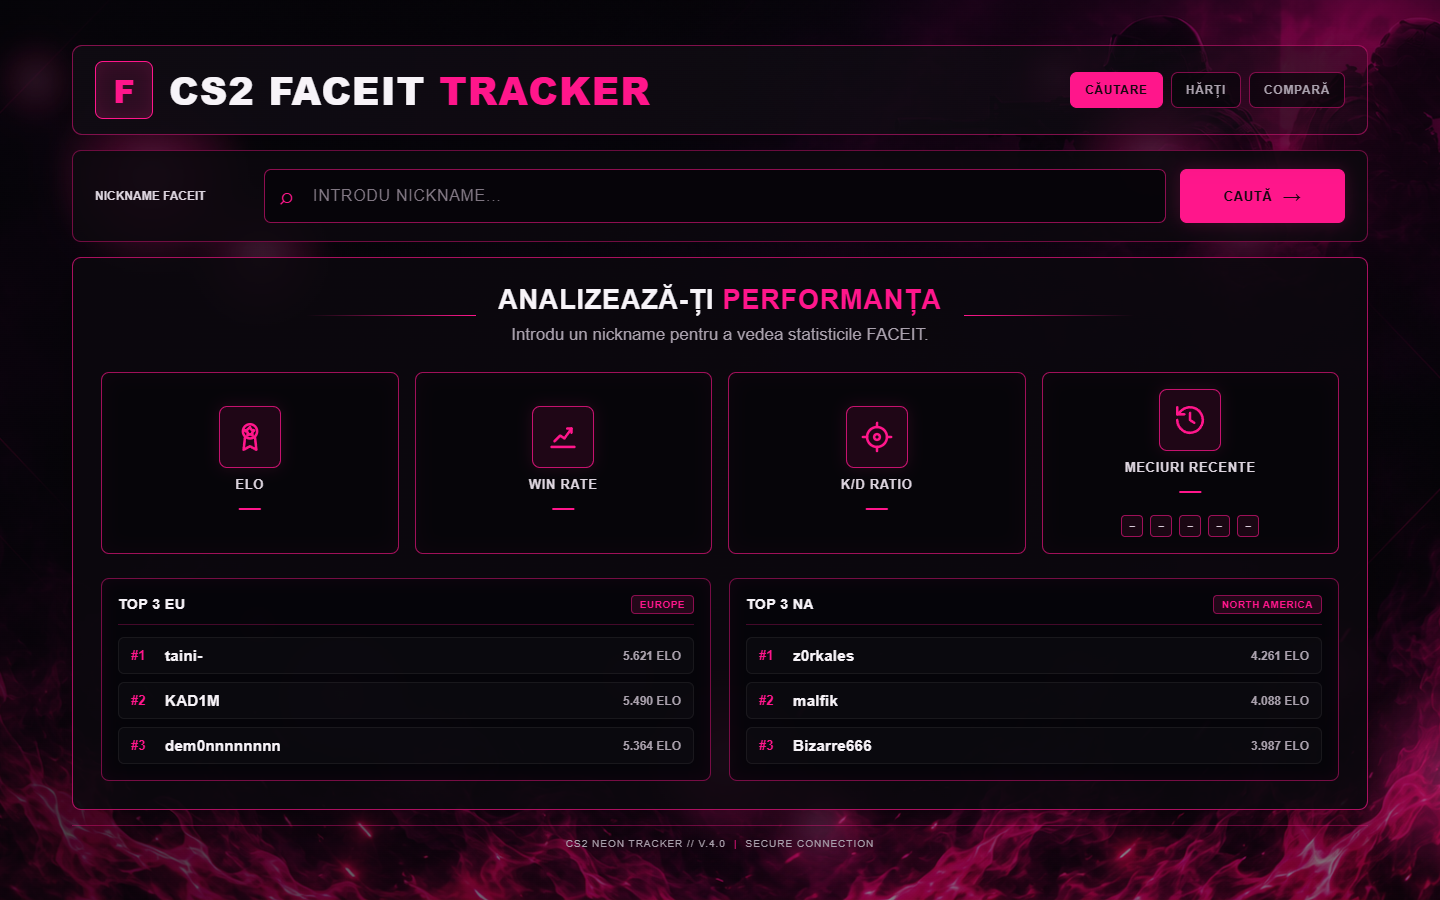 F CS2 FACEIT TRACKER
CĂUTARE HĂRȚI COMPARĂ
NICKNAME FACEIT
INTRODU NICKNAME...
CAUTĂ →
ANALIZEAZĂ-ȚI PERFORMANȚA
Introdu un nickname pentru a vedea statisticile FACEIT.
ELO
—
WIN RATE
—
K/D RATIO
—
MECIURI RECENTE
—
– – – – –
TOP 3 EU EUROPE
#1 taini- 5.621 ELO
#2 KAD1M 5.490 ELO
#3 dem0nnnnnnnn 5.364 ELO
TOP 3 NA NORTH AMERICA
#1 z0rkales 4.261 ELO
#2 malfik 4.088 ELO
#3 Bizarre666 3.987 ELO
CS2 NEON TRACKER // V.4.0 | SECURE CONNECTION